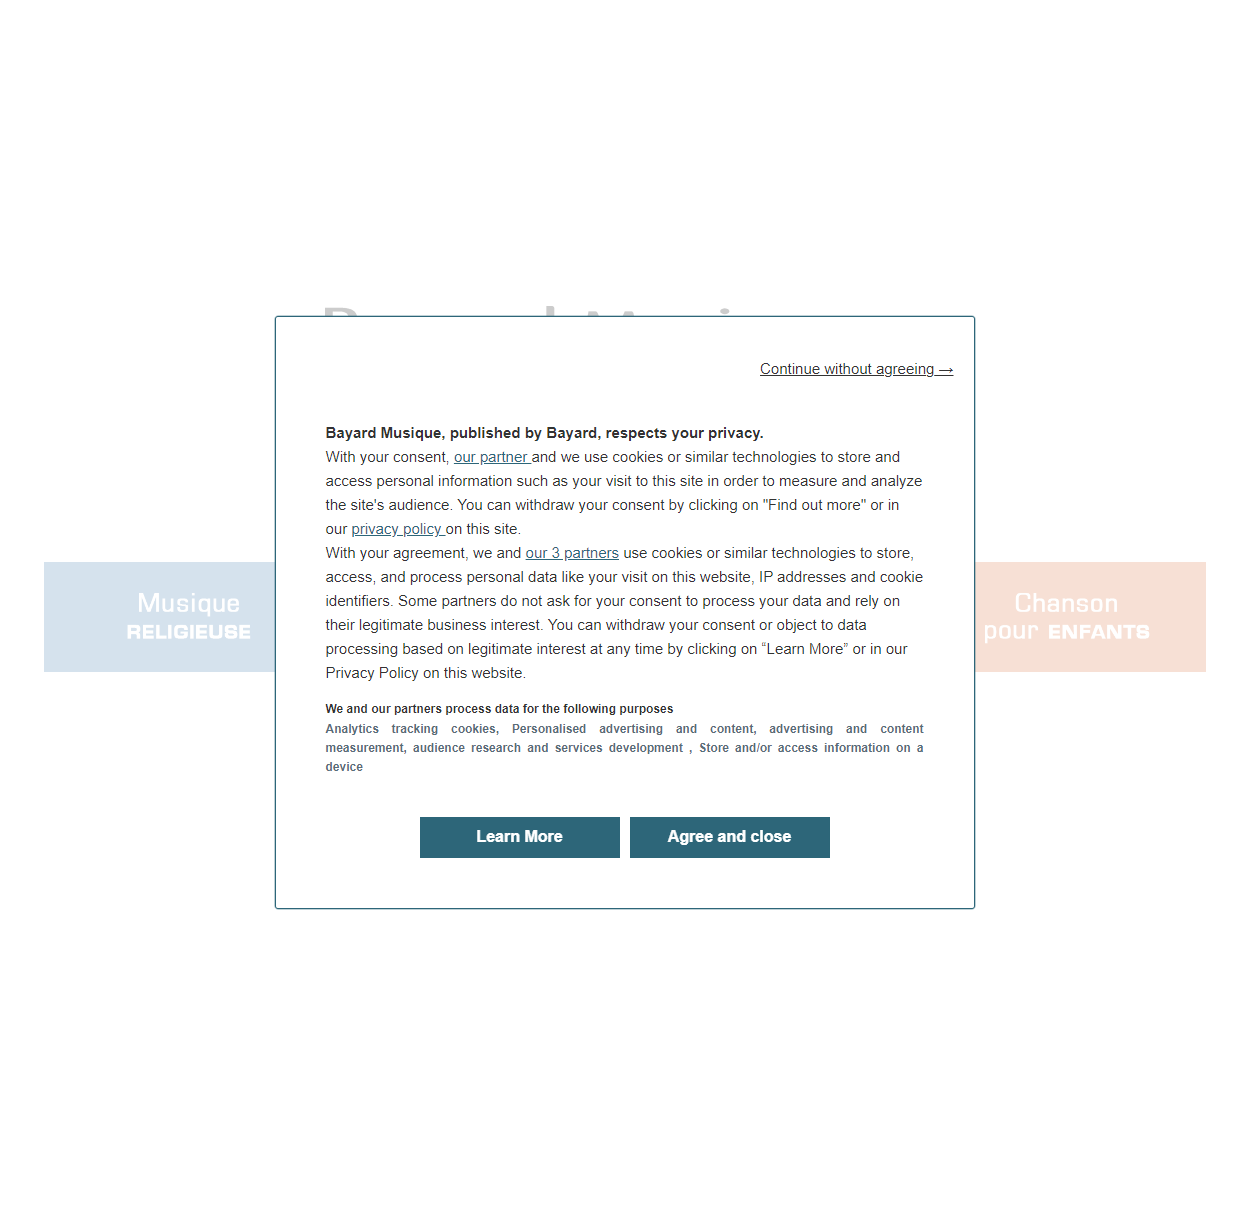 Continue without agreeing →
Bayard Musique, published by Bayard, respects your privacy.
With your consent, our partner and we use cookies or similar technologies to store and
access personal information such as your visit to this site in order to measure and analyze
the site's audience. You can withdraw your consent by clicking on "Find out more" or in
our privacy policy on this site.
With your agreement, we and our 3 partners use cookies or similar technologies to store,
access, and process personal data like your visit on this website, IP addresses and cookie
identifiers. Some partners do not ask for your consent to process your data and rely on
their legitimate business interest. You can withdraw your consent or object to data
processing based on legitimate interest at any time by clicking on “Learn More” or in our
Privacy Policy on this website.
We and our partners process data for the following purposes
Analytics tracking cookies, Personalised advertising and content, advertising and content
measurement, audience research and services development , Store and/or access information on a
device
Learn More
Agree and close
Musique
RELIGIEUSE
Chanson
pour ENFANTS